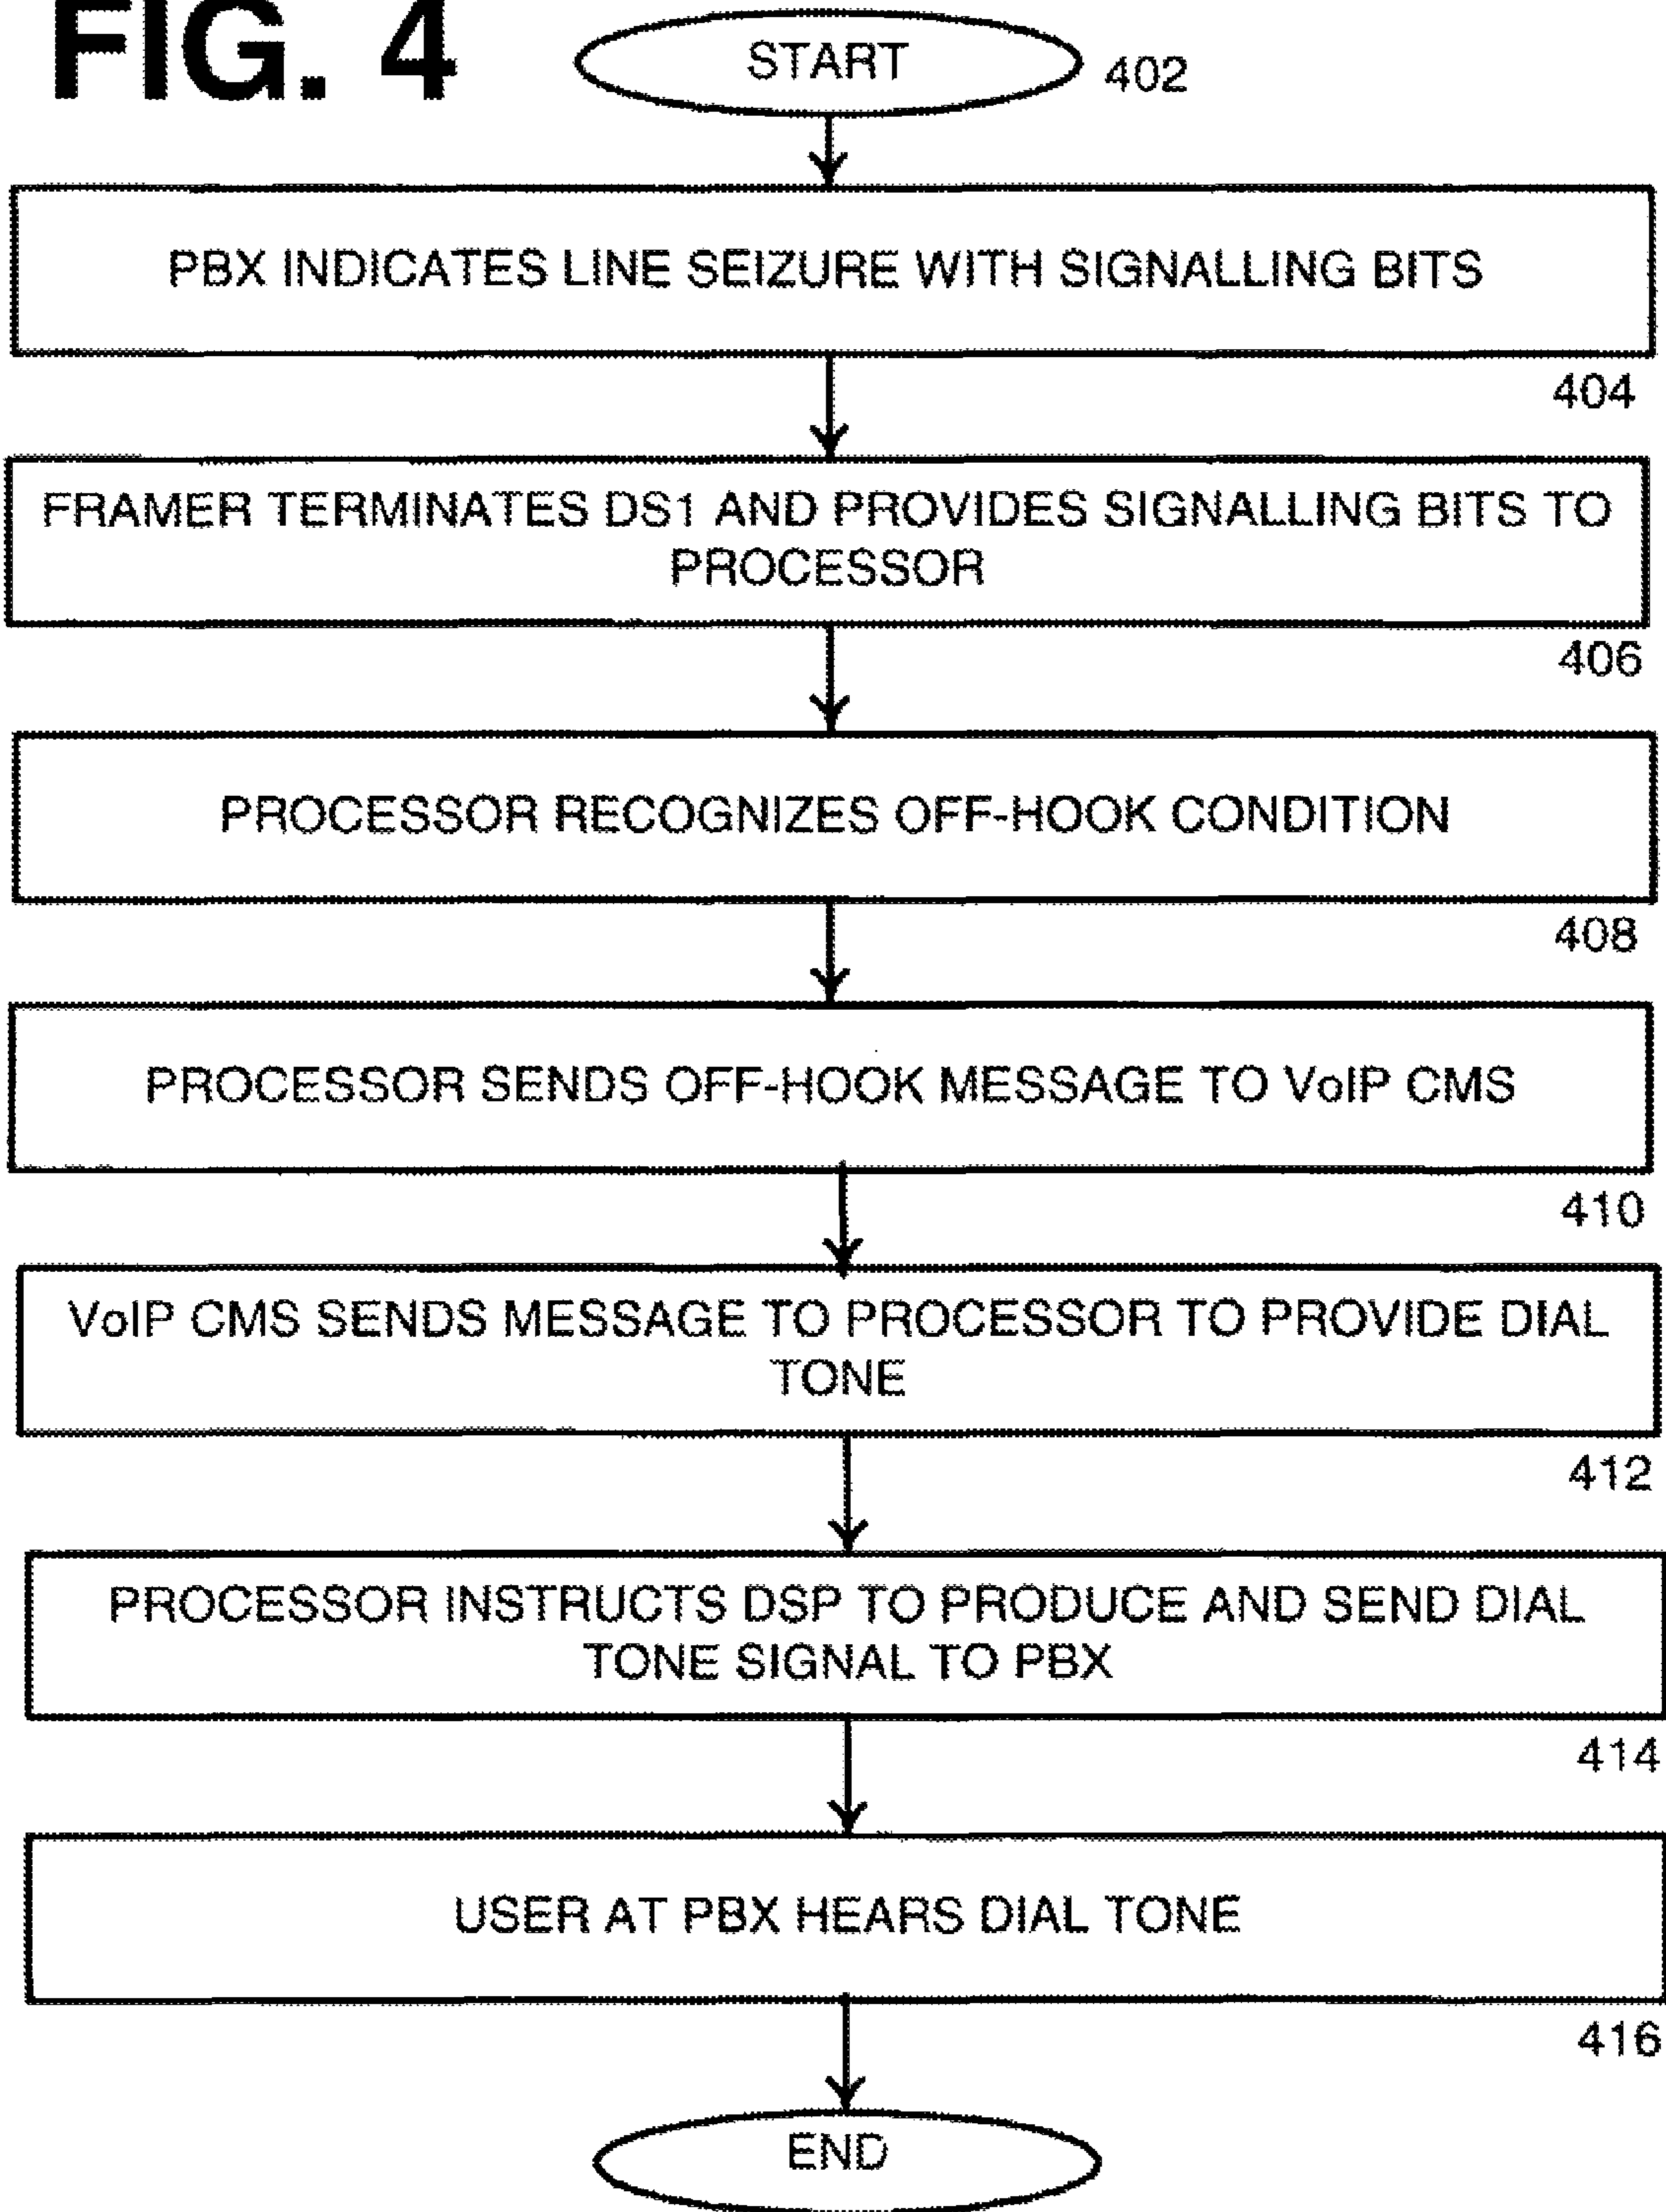 FIG. 4
START
402
PBX INDICATES LINE SEIZURE WITH SIGNALLING BITS
404
FRAMER TERMINATES DS1 AND PROVIDES SIGNALLING BITS TO
PROCESSOR
406
PROCESSOR RECOGNIZES OFF-HOOK CONDITION
408
PROCESSOR SENDS OFF-HOOK MESSAGE TO VoIP CMS
410
VoIP CMS SENDS MESSAGE TO PROCESSOR TO PROVIDE DIAL
TONE
412
PROCESSOR INSTRUCTS DSP TO PRODUCE AND SEND DIAL
TONE SIGNAL TO PBX
414
USER AT PBX HEARS DIAL TONE
416
END